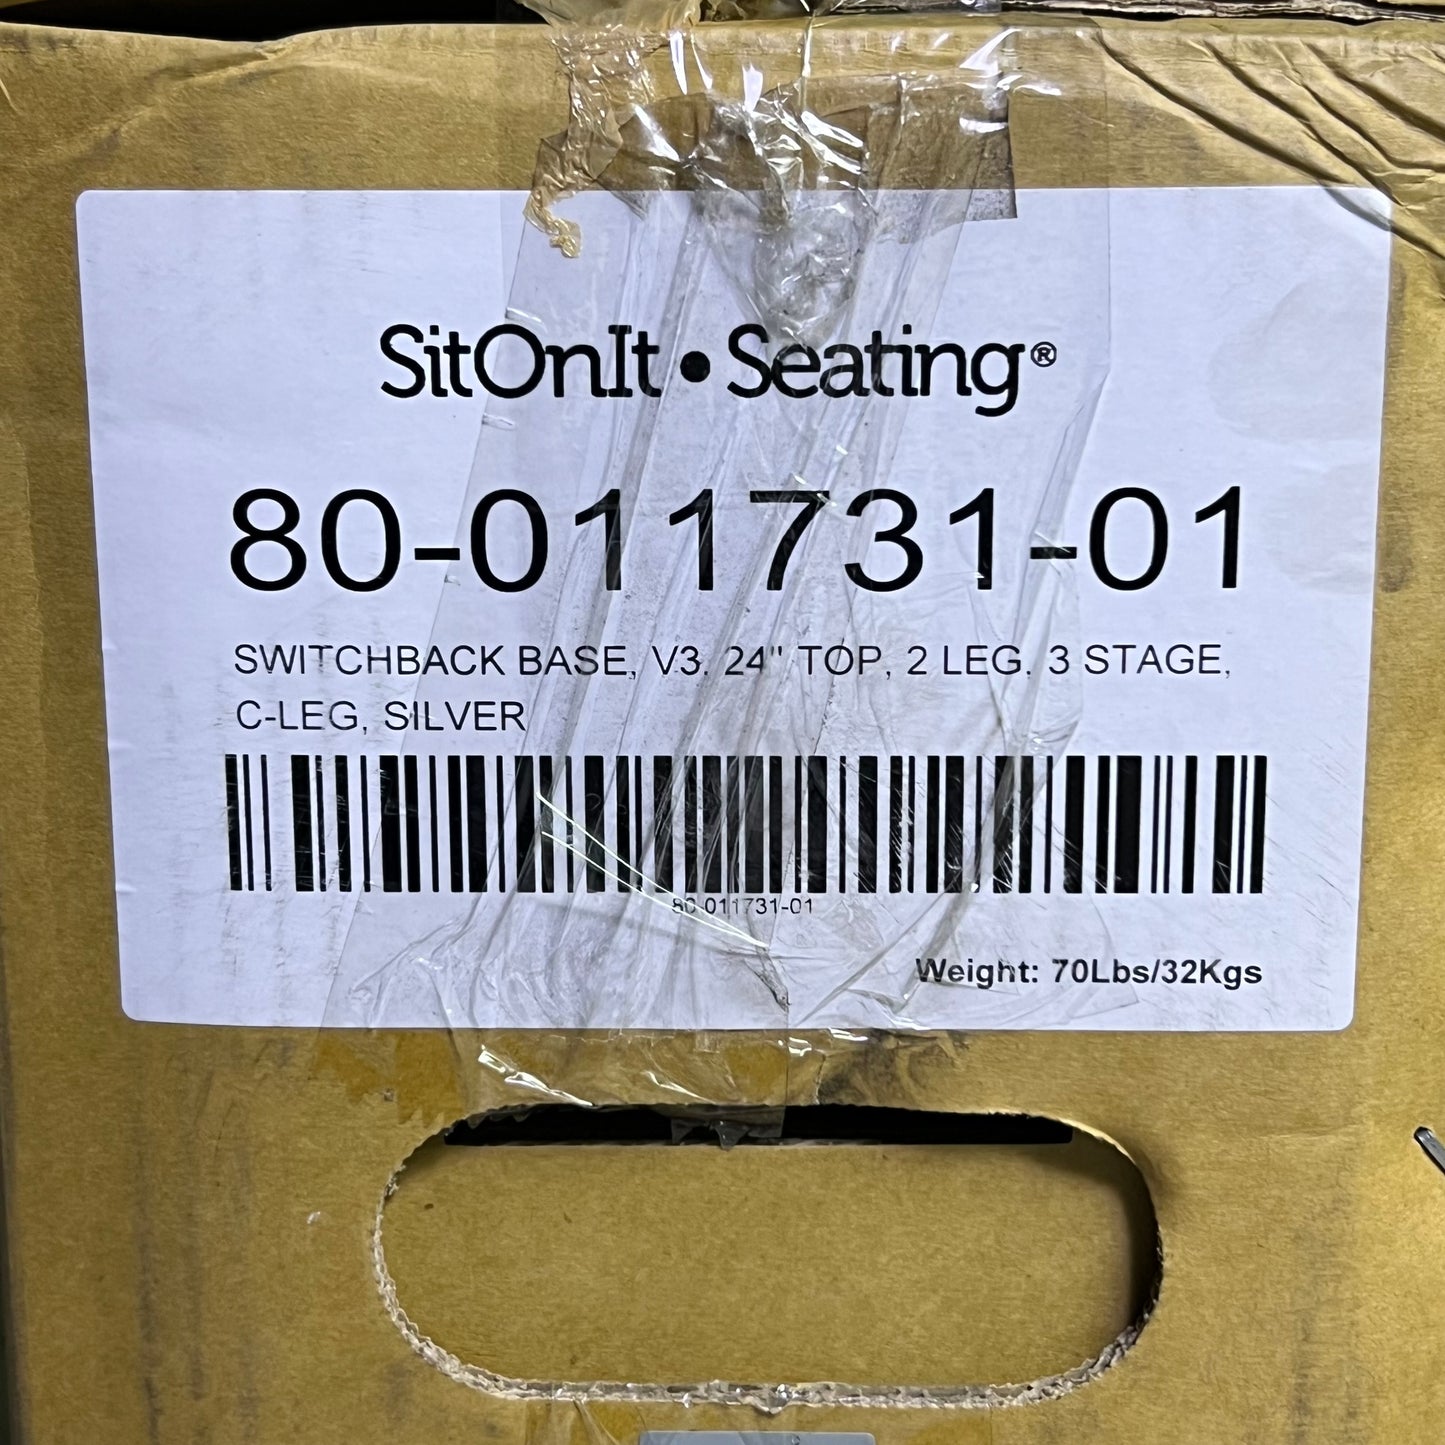 SitOnIt • Seating®
80-011731-01
SWITCHBACK BASE, V3, 24" TOP, 2 LEG, 3 STAGE,
C-LEG, SILVER
80-011731-01
Weight: 70Lbs/32Kgs